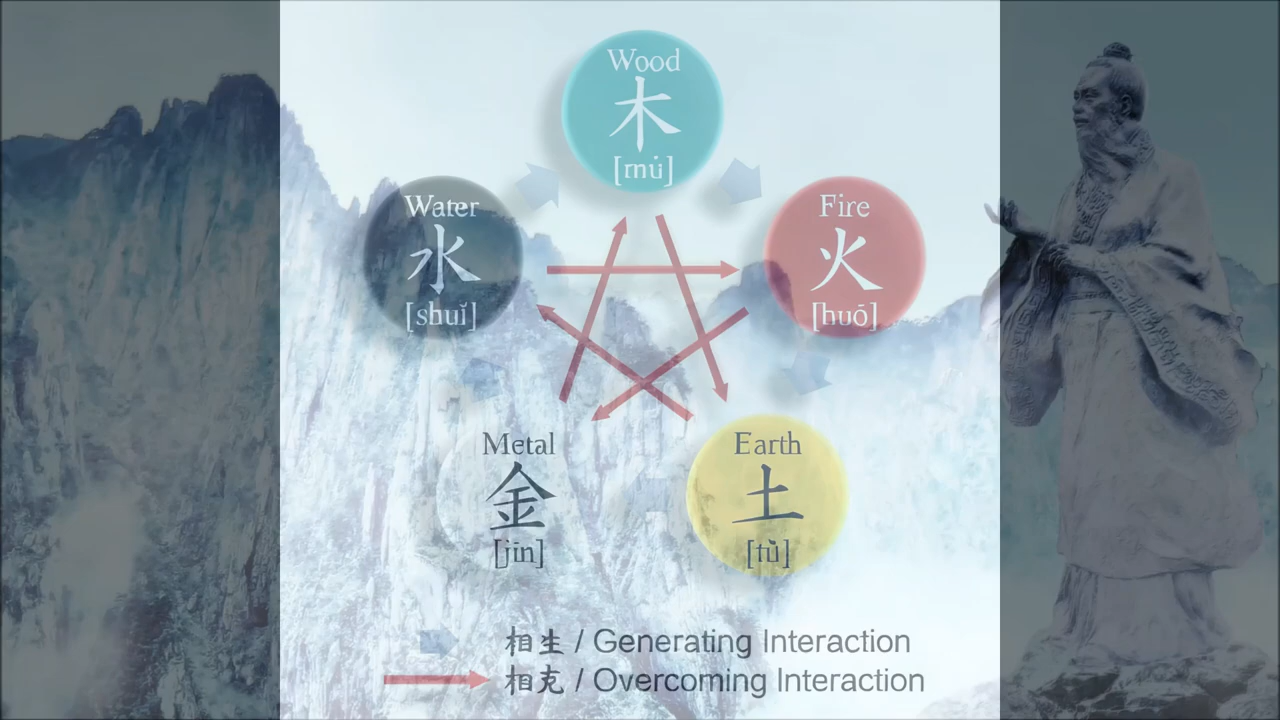 Wood
木
[mù]
Water
水
[shuǐ]
Fire
火
[huǒ]
Metal
金
[jīn]
Earth
土
[tǔ]
相生 / Generating Interaction
相克 / Overcoming Interaction